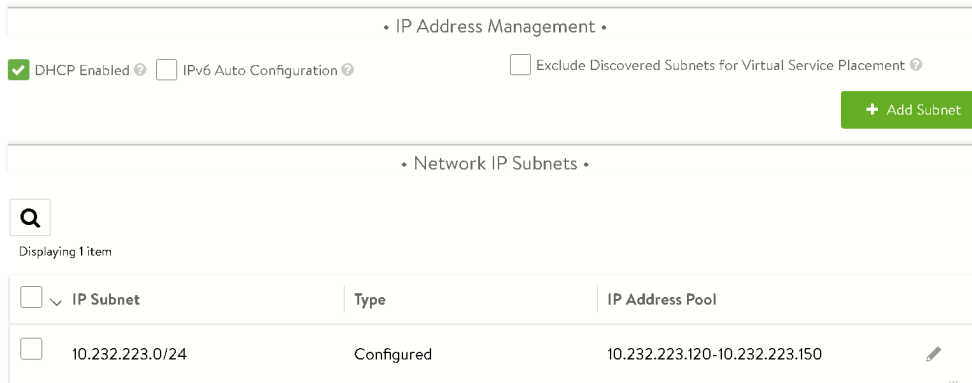 • IP Address Management •
DHCP Enabled ? IPv6 Auto Configuration ? Exclude Discovered Subnets for Virtual Service Placement ?
+ Add Subnet
• Network IP Subnets •
Displaying 1 item
IP Subnet Type IP Address Pool
10.232.223.0/24 Configured 10.232.223.120-10.232.223.150